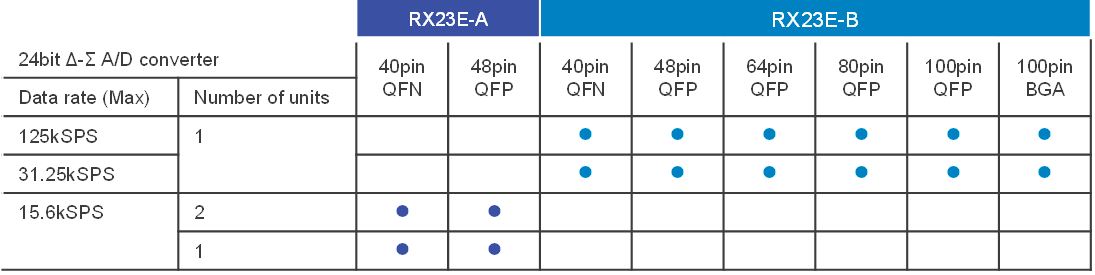 RX23E-A RX23E-B
24bit Δ-Σ A/D converter
40pin QFN 48pin QFP 40pin QFN 48pin QFP 64pin QFP 80pin QFP 100pin QFP 100pin BGA
Data rate (Max) Number of units
125kSPS 1 ● ● ● ● ● ●
31.25kSPS ● ● ● ● ● ●
15.6kSPS 2 ● ●
1 ● ●